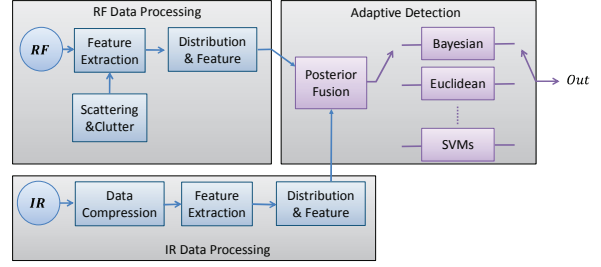 RF Data Processing
RF
Feature
Extraction
Distribution
& Feature
Scattering
&Clutter
Adaptive Detection
Posterior
Fusion
Bayesian
Euclidean
SVMs
Out
IR
Data
Compression
Feature
Extraction
Distribution
& Feature
IR Data Processing